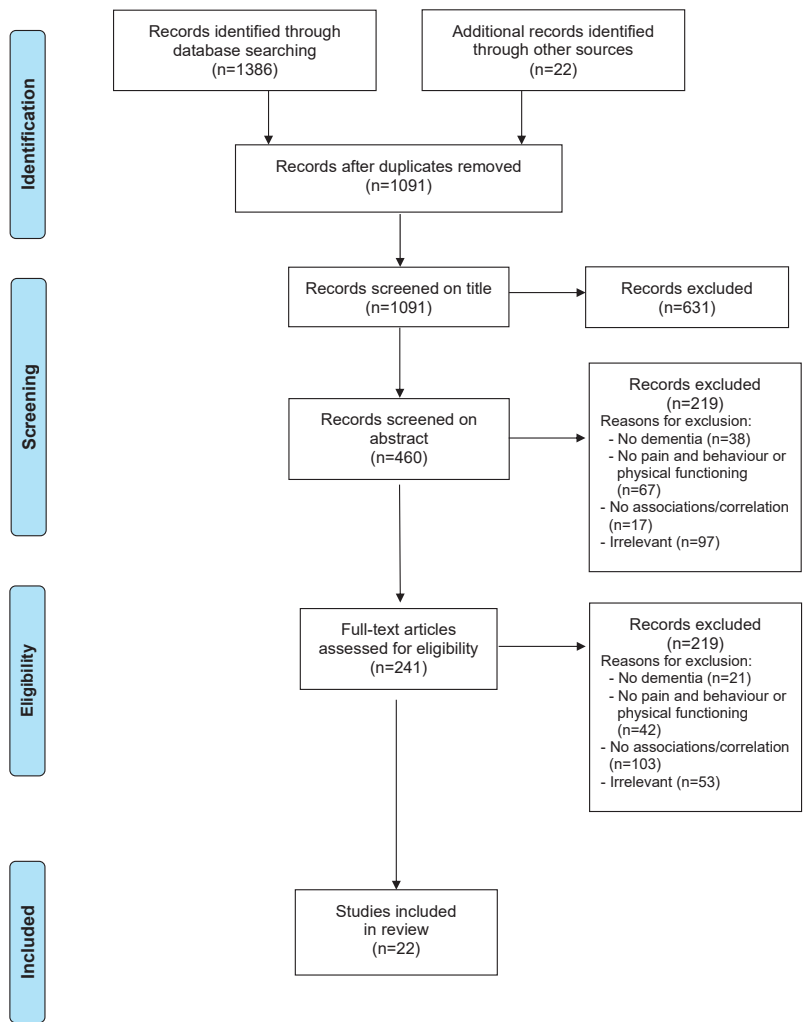 Identification
Records identified through
database searching
(n=1386)
Additional records identified
through other sources
(n=22)
Records after duplicates removed
(n=1091)
Screening
Records screened on title
(n=1091)
Records excluded
(n=631)
Records screened on
abstract
(n=460)
Records excluded
(n=219)
Reasons for exclusion:
- No dementia (n=38)
- No pain and behaviour or
physical functioning
(n=67)
- No associations/correlation
(n=17)
- Irrelevant (n=97)
Eligibility
Full-text articles
assessed for eligibility
(n=241)
Records excluded
(n=219)
Reasons for exclusion:
- No dementia (n=21)
- No pain and behaviour or
physical functioning
(n=42)
- No associations/correlation
(n=103)
- Irrelevant (n=53)
Included
Studies included
in review
(n=22)